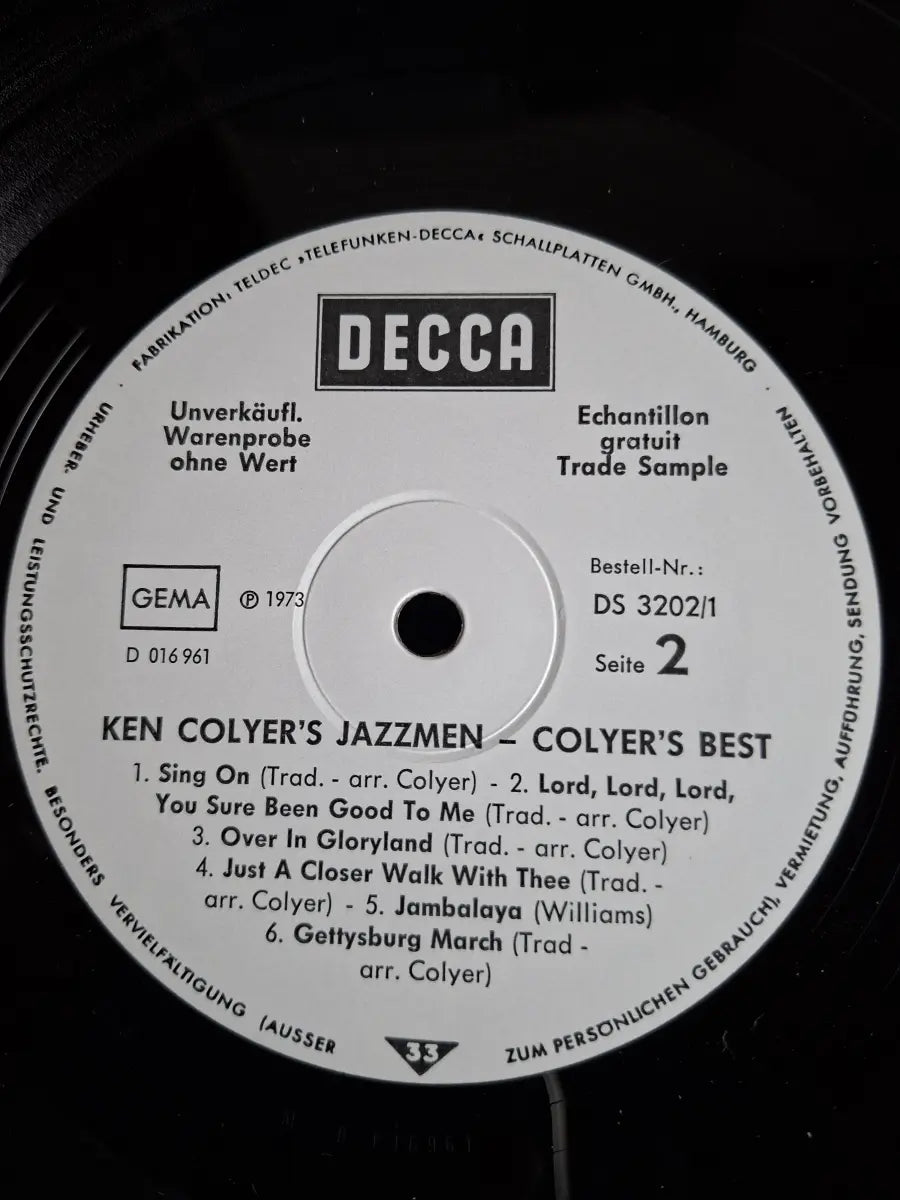 FABRIKATION: TELDEC »TELEFUNKEN-DECCA« SCHALLPLATTEN GMBH., HAMBURG
DECCA
Unverkäufl.
Warenprobe
ohne Wert
Echantillon
gratuit
Trade Sample
GEMA
℗ 1973
D 016 961
Bestell-Nr.:
DS 3202/1
Seite 2
KEN COLYER'S JAZZMEN – COLYER'S BEST
1. Sing On (Trad. - arr. Colyer) - 2. Lord, Lord, Lord,
You Sure Been Good To Me (Trad. - arr. Colyer)
3. Over In Gloryland (Trad. - arr. Colyer)
4. Just A Closer Walk With Thee (Trad. -
arr. Colyer) - 5. Jambalaya (Williams)
6. Gettysburg March (Trad -
arr. Colyer)
33
URHEBER- UND LEISTUNGSSCHUTZRECHTE. BESONDERS VERVIELFÄLTIGUNG (AUSSER ZUM PERSÖNLICHEN GEBRAUCH), VERMIETUNG, AUFFÜHRUNG, SENDUNG VORBEHALTEN